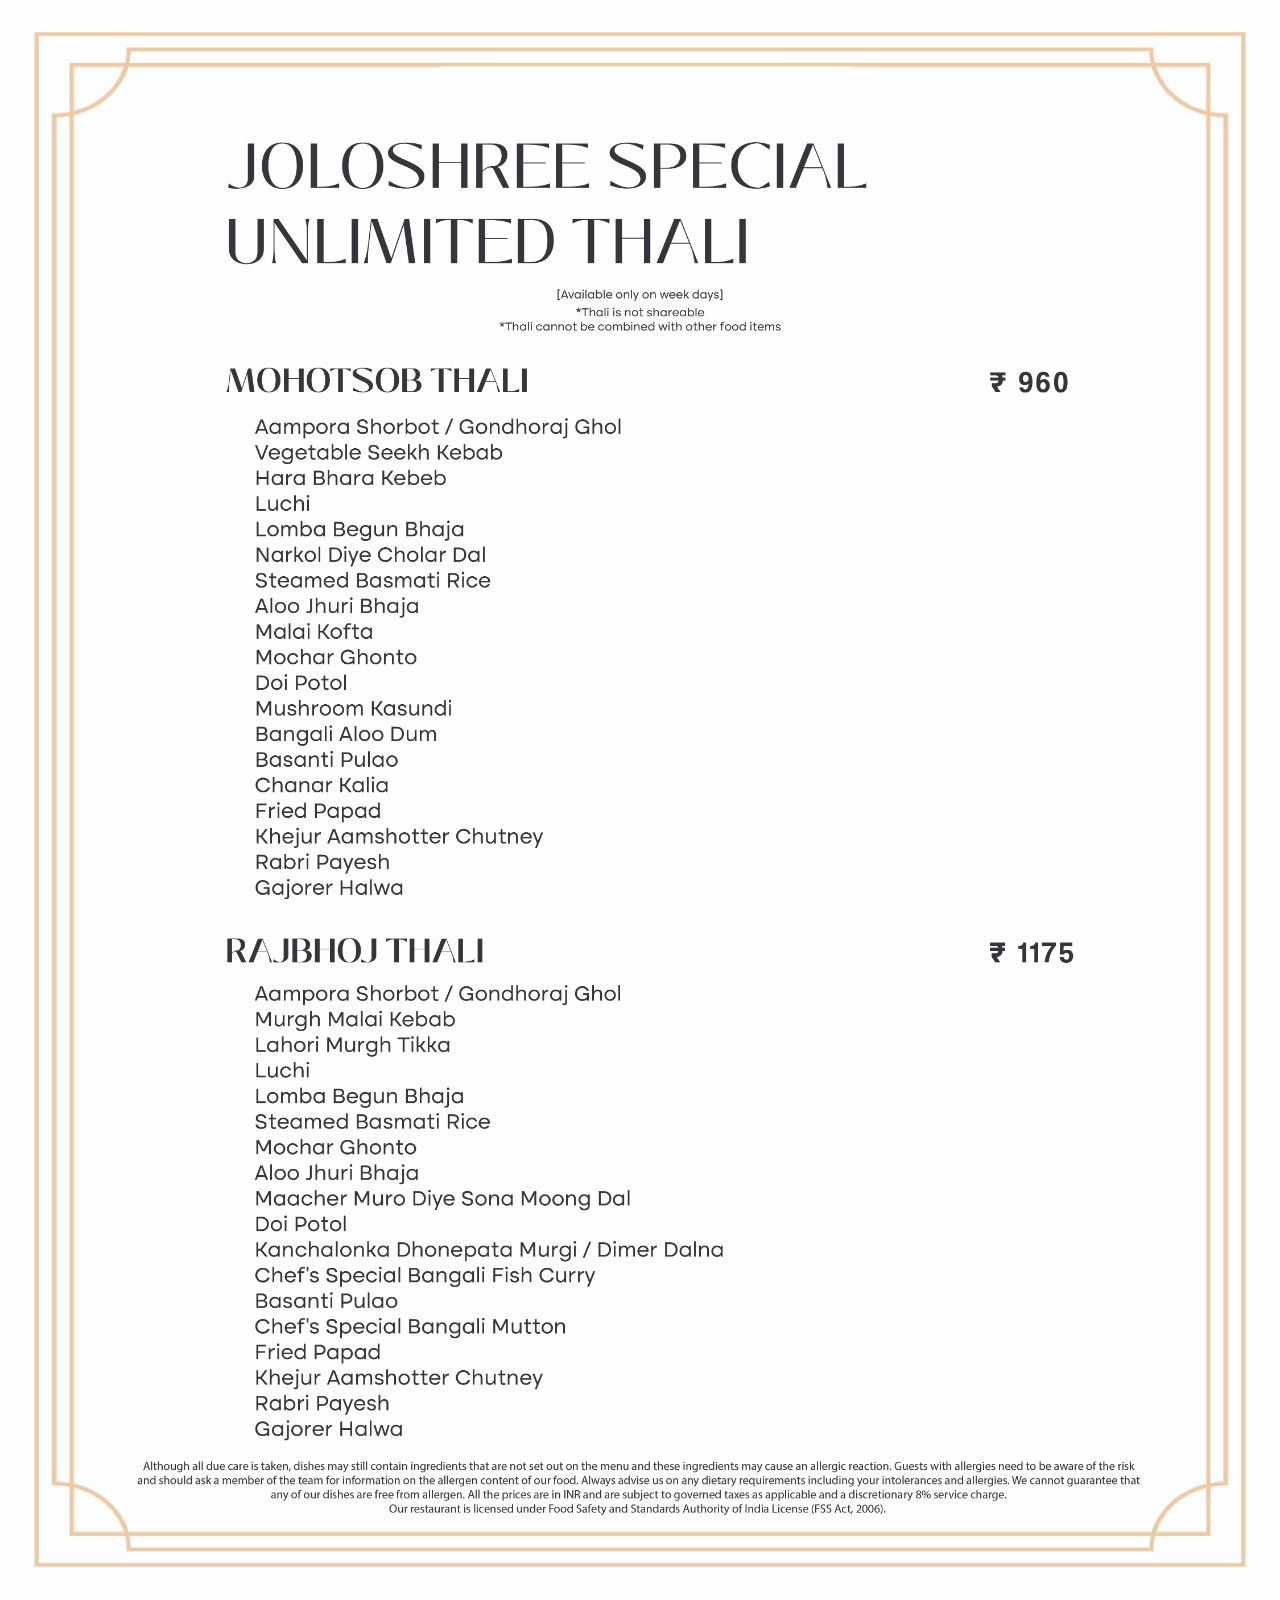 JOLOSHREE SPECIAL
UNLIMITED THALI
[Available only on week days]
*Thali is not shareable
*Thali cannot be combined with other food items
MOHOTSOB THALI ₹ 960
Aampora Shorbot / Gondhoraj Ghol
Vegetable Seekh Kebab
Hara Bhara Kebeb
Luchi
Lomba Begun Bhaja
Narkol Diye Cholar Dal
Steamed Basmati Rice
Aloo Jhuri Bhaja
Malai Kofta
Mochar Ghonto
Doi Potol
Mushroom Kasundi
Bangali Aloo Dum
Basanti Pulao
Chanar Kalia
Fried Papad
Khejur Aamshotter Chutney
Rabri Payesh
Gajorer Halwa
RAJBHOJ THALI ₹ 1175
Aampora Shorbot / Gondhoraj Ghol
Murgh Malai Kebab
Lahori Murgh Tikka
Luchi
Lomba Begun Bhaja
Steamed Basmati Rice
Mochar Ghonto
Aloo Jhuri Bhaja
Maacher Muro Diye Sona Moong Dal
Doi Potol
Kanchalonka Dhonepata Murgi / Dimer Dalna
Chef's Special Bangali Fish Curry
Basanti Pulao
Chef's Special Bangali Mutton
Fried Papad
Khejur Aamshotter Chutney
Rabri Payesh
Gajorer Halwa
Although all due care is taken, dishes may still contain ingredients that are not set out on the menu and these ingredients may cause an allergic reaction. Guests with allergies need to be aware of the risk
and should ask a member of the team for information on the allergen content of our food. Always advise us on any dietary requirements including your intolerances and allergies. We cannot guarantee that
any of our dishes are free from allergen. All the prices are in INR and are subject to governed taxes as applicable and a discretionary 8% service charge.
Our restaurant is licensed under Food Safety and Standards Authority of India License (FSS Act, 2006).